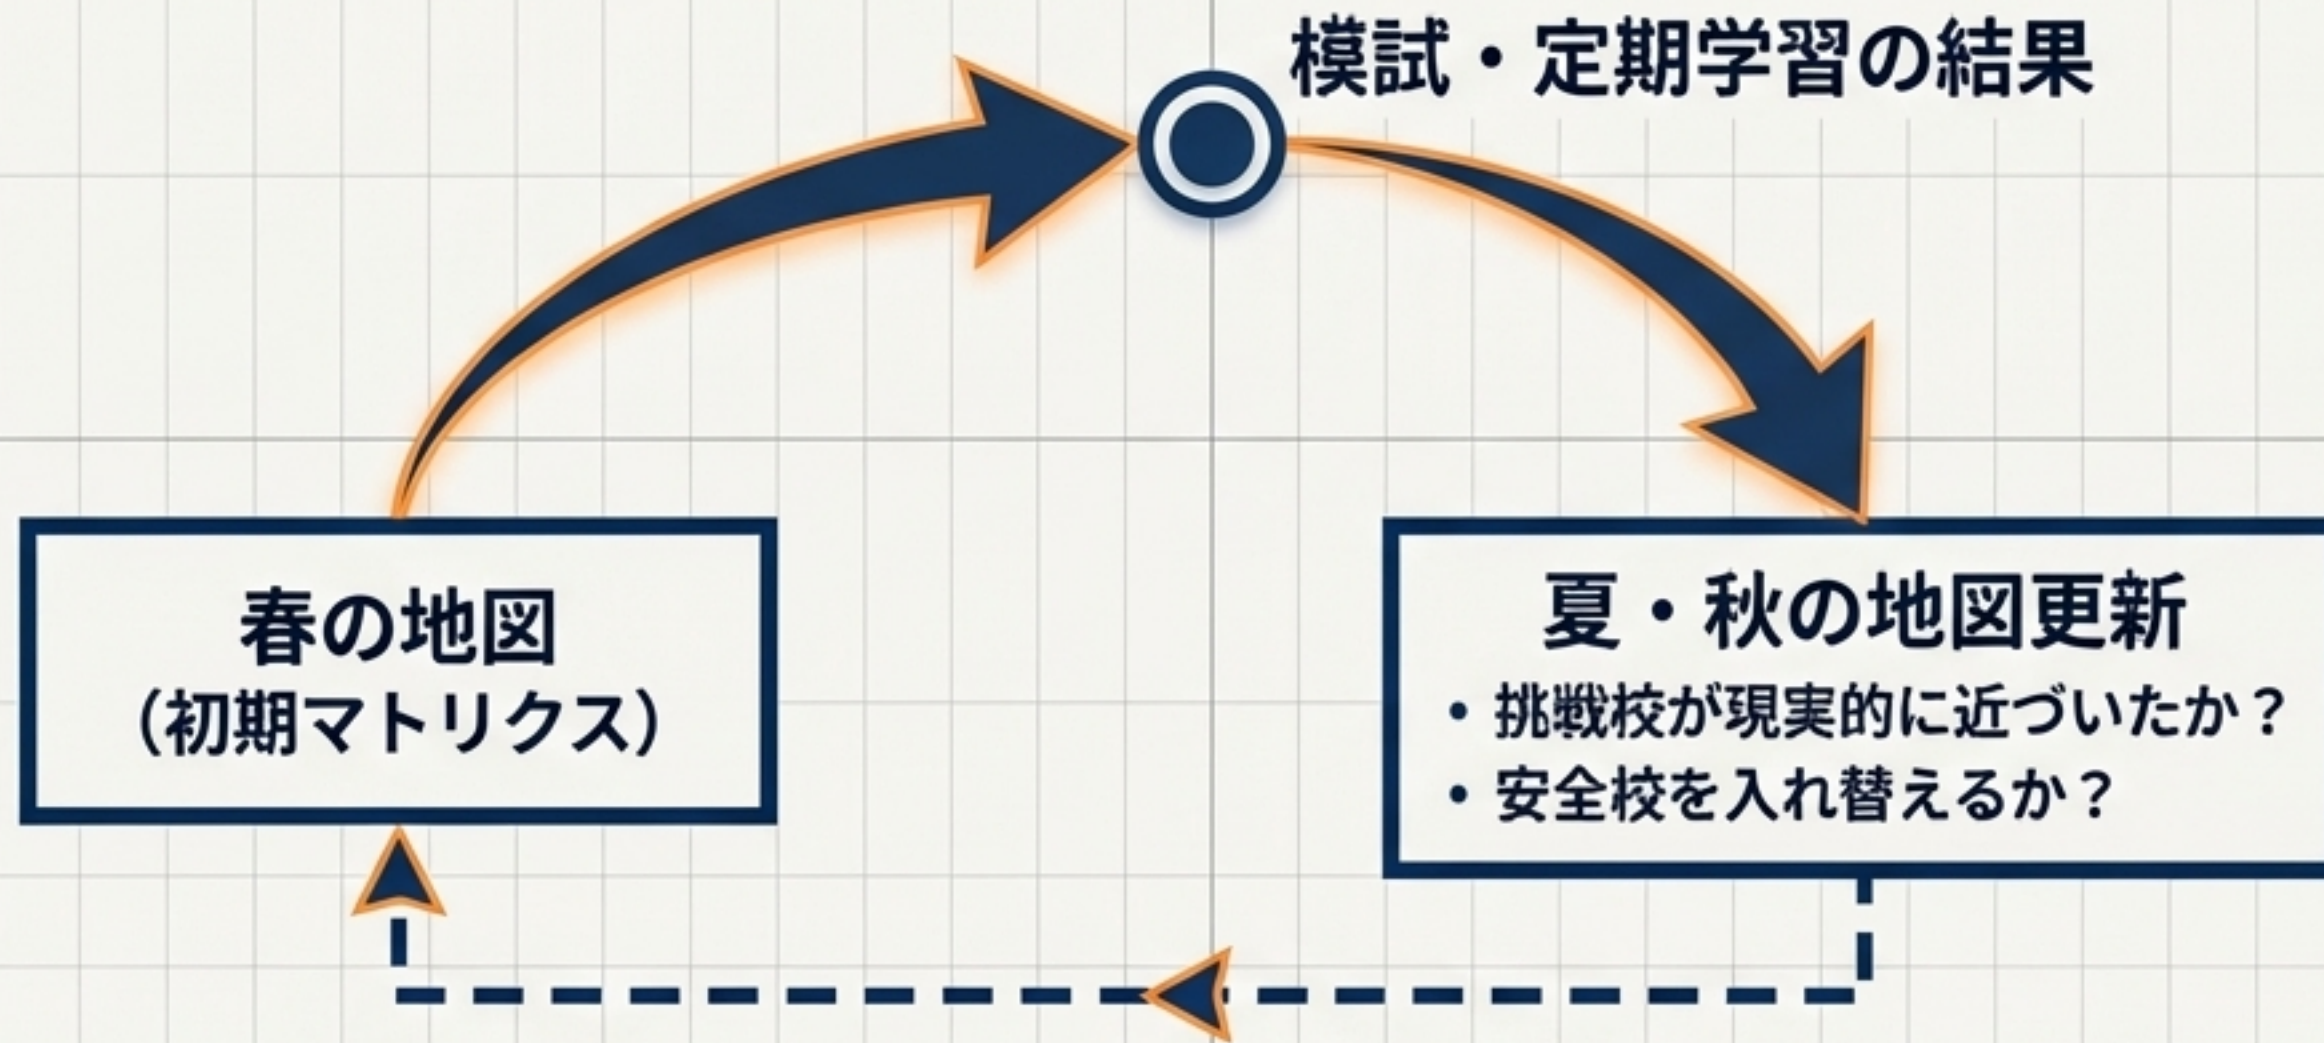 模試・定期学習の結果
春の地図
（初期マトリクス）
夏・秋の地図更新
• 挑戦校が現実的に近づいたか？
• 安全校を入れ替えるか？